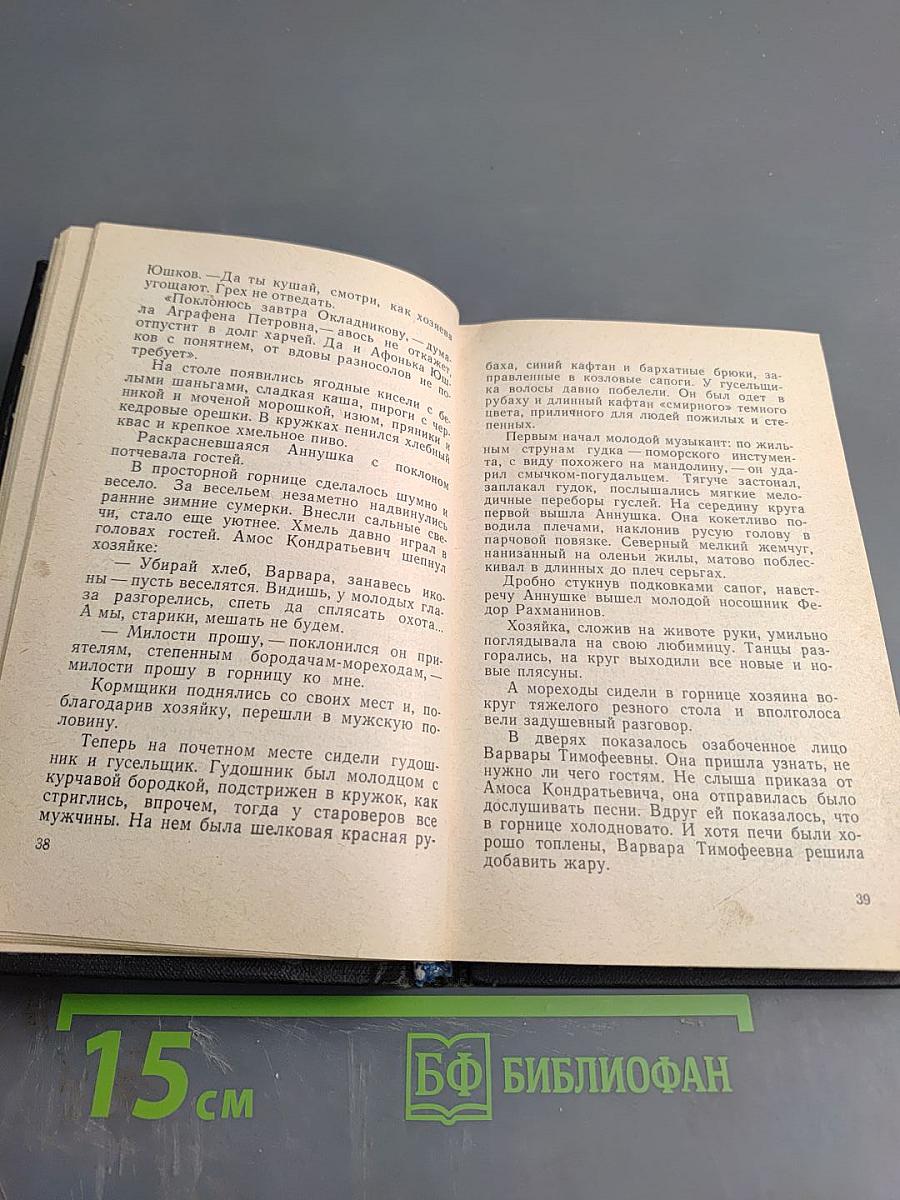 Юшков. —Да ты кушай, смотри, как хозяева
угощают. Грех не отведать.
«Поклонюсь завтра Окладникову, — дума-
ла Аграфена Петровна, — авось не откажет,
отпустит в долг харчей. Да и Афонька Юш-
ков с понятием, от вдовы разносолов не по-
требует».
На столе появились ягодные кисели с бе-
лыми шаньгами, сладкая каша, пироги с чер-
никой и моченой морошкой, изюм, пряники и
кедровые орешки. В кружках пенился хлебный
квас и крепкое хмельное пиво.
Раскрасневшаяся Аннушка с поклоном
потчевала гостей.
В просторной горнице сделалось шумно и
весело. За весельем незаметно надвинулись
ранние зимние сумерки. Внесли сальные све-
чи, стало еще уютнее. Хмель давно играл в
головах гостей. Амос Кондратьевич шепнул
хозяйке:
— Убирай хлеб, Варвара, занавесь ико-
ны — пусть веселятся. Видишь, у молодых гла-
за разгорелись, спеть да сплясать охота...
А мы, старики, мешать не будем.
— Милости прошу, — поклонился он при-
ятелям, степенным бородачам-мореходам, —
милости прошу в горницу ко мне.
Кормщики поднялись со своих мест и, по-
благодарив хозяйку, перешли в мужскую по-
ловину.
Теперь на почетном месте сидели гудош-
ник и гусельщик. Гудошник был молодцом с
курчавой бородкой, подстрижен в кружок, как
стриглись, впрочем, тогда у староверов все
мужчины. На нем была шелковая красная ру-
38
баха, синий кафтан и бархатные брюки, за-
правленные в козловые сапоги. У гусельщи-
ка волосы давно побелели. Он был одет в
рубаху и длинный кафтан «смирного» темного
цвета, приличного для людей пожилых и сте-
пенных.
Первым начал молодой музыкант: по жиль-
ным струнам гудка — поморского инстумен-
та, с виду похожего на мандолину, — он уда-
рил смычком-погудальцем. Тягуче застонал,
заплакал гудок, послышались мягкие мело-
дичные переборы гуслей. На середину круга
первой вышла Аннушка. Она кокетливо по-
водила плечами, наклонив русую голову в
парчовой повязке. Северный мелкий жемчуг,
нанизанный на оленьи жилы, матово поблес-
кивал в длинных до плеч серьгах.
Дробно стукнув подковками сапог, навст-
речу Аннушке вышел молодой носошник Фе-
дор Рахманинов.
Хозяйка, сложив на животе руки, умильно
поглядывала на свою любимицу. Танцы раз-
горались, на круг выходили все новые и но-
вые плясуны.
А мореходы сидели в горнице хозяина во-
круг тяжелого резного стола и вполголоса
вели задушевный разговор.
В дверях показалось озабоченное лицо
Варвары Тимофеевны. Она пришла узнать, не
нужно ли чего гостям. Не слыша приказа от
Амоса Кондратьевича, она отправилась было
дослушивать песни. Вдруг ей показалось, что
в горнице холодновато. И хотя печи были хо-
рошо топлены, Варвара Тимофеевна решила
добавить жару.
39
15 см
БФ БИБЛИОФАН